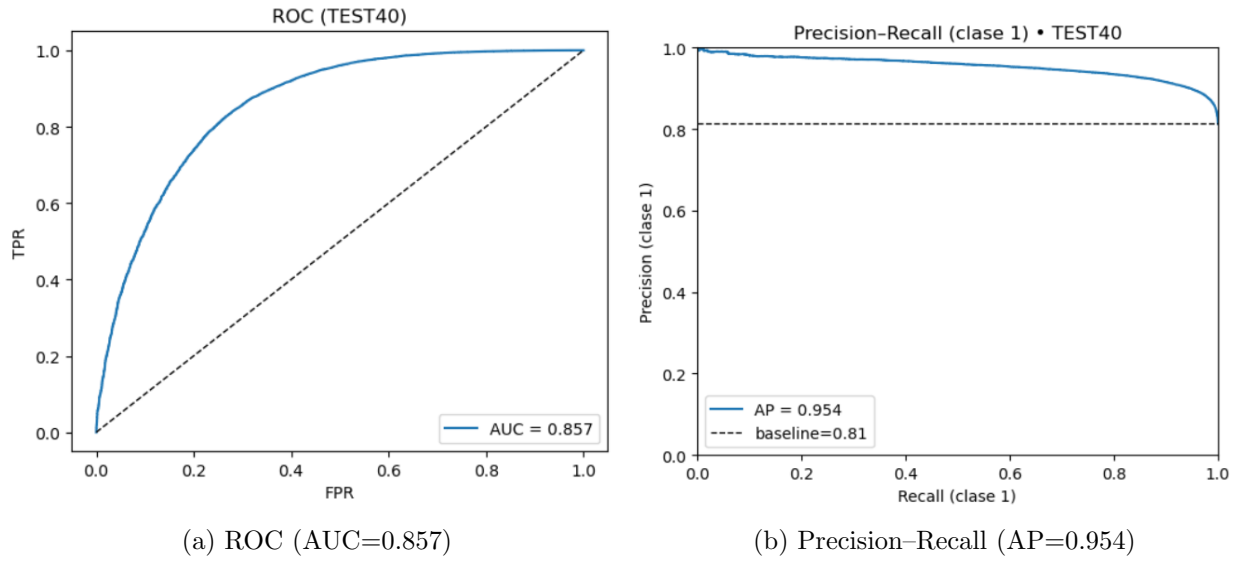 ROC (TEST40)
1.0
0.8
0.6
0.4
0.2
0.0
TPR
0.0 0.2 0.4 0.6 0.8 1.0
FPR
AUC = 0.857
(a) ROC (AUC=0.857)
Precision–Recall (clase 1) • TEST40
1.0
0.8
0.6
0.4
0.2
0.0
Precision (clase 1)
0.0 0.2 0.4 0.6 0.8 1.0
Recall (clase 1)
AP = 0.954
baseline=0.81
(b) Precision–Recall (AP=0.954)